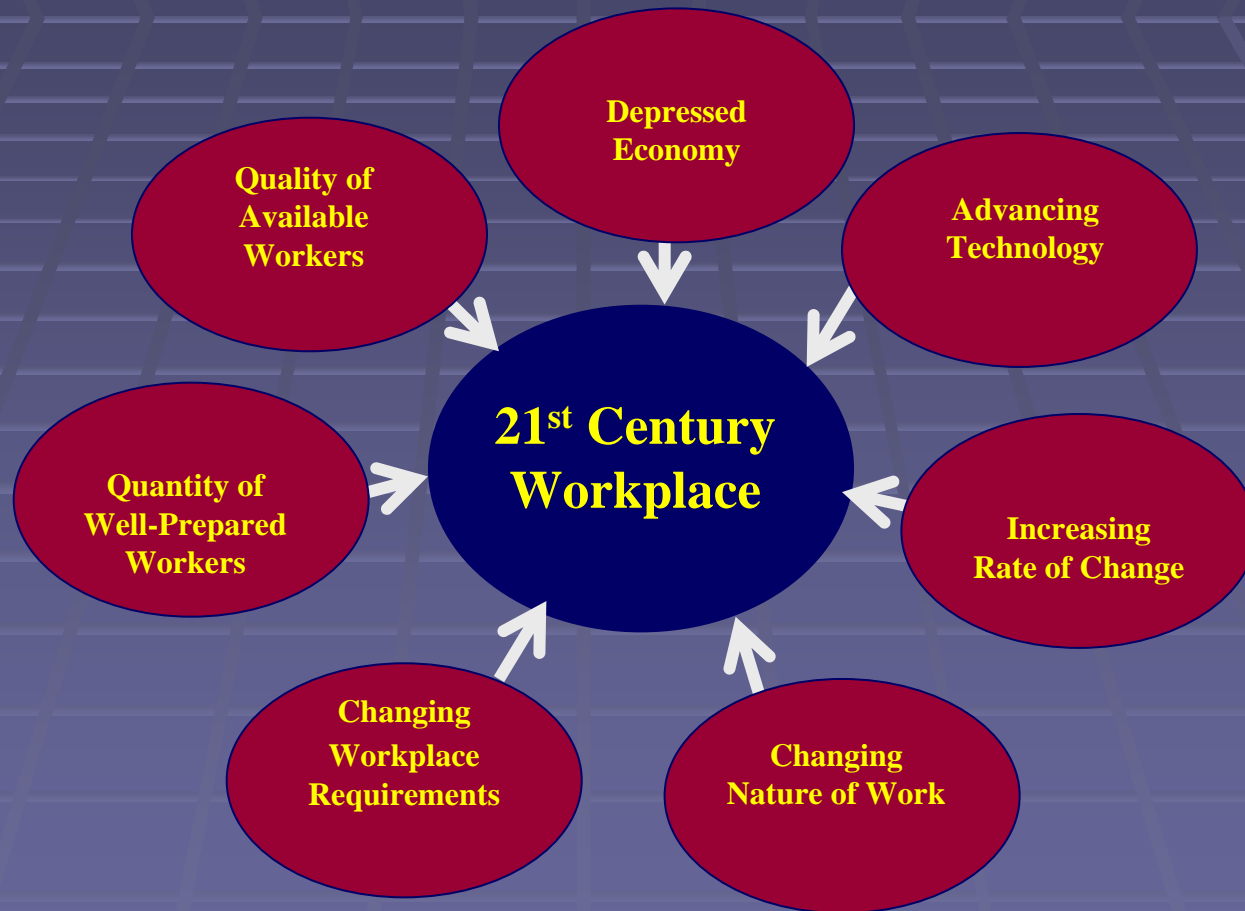 Depressed
Economy
Quality of
Available
Workers
Advancing
Technology
21st Century
Workplace
Quantity of
Well-Prepared
Workers
Increasing
Rate of Change
Changing
Workplace
Requirements
Changing
Nature of Work